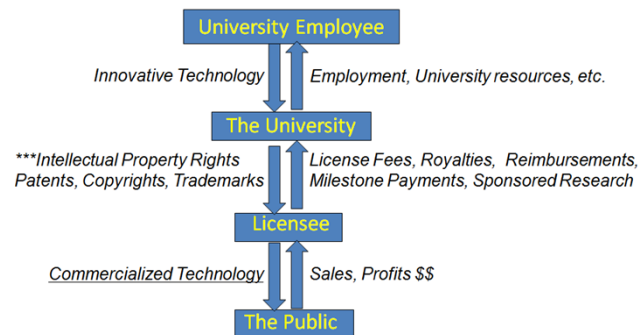 University Employee
Innovative Technology
Employment, University resources, etc.
The University
***Intellectual Property Rights
Patents, Copyrights, Trademarks
License Fees, Royalties, Reimbursements,
Milestone Payments, Sponsored Research
Licensee
Commercialized Technology
Sales, Profits $$
The Public